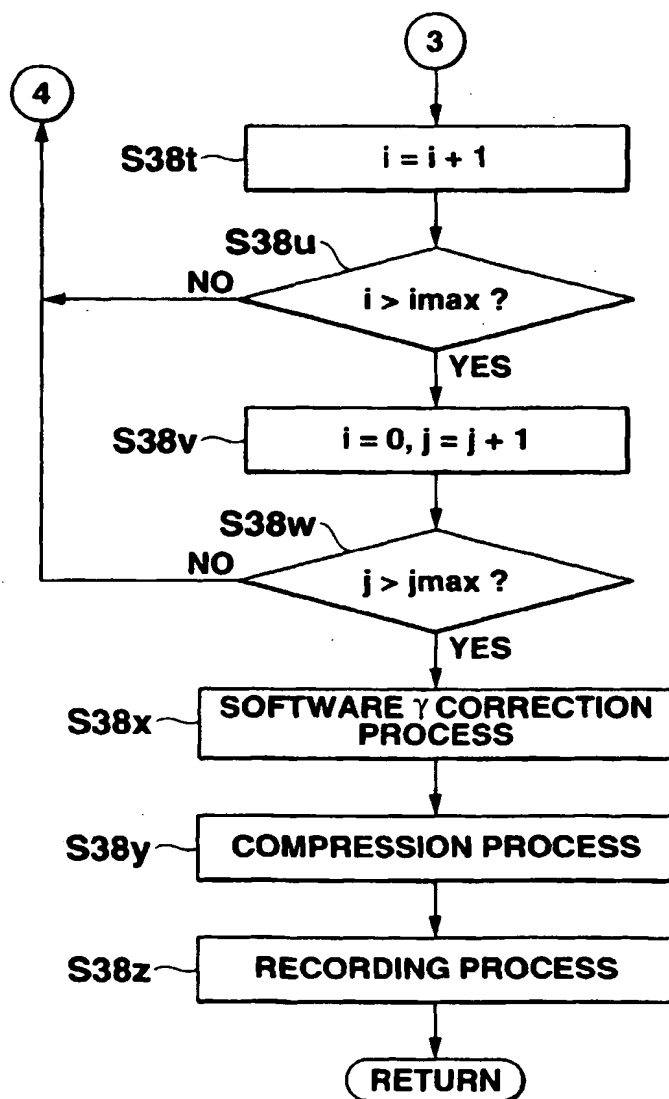 3
4
S38t
i = i + 1
S38u
NO
i > imax ?
YES
S38v
i = 0, j = j + 1
S38w
NO
j > jmax ?
YES
S38x
SOFTWARE γ CORRECTION
PROCESS
S38y
COMPRESSION PROCESS
S38z
RECORDING PROCESS
RETURN